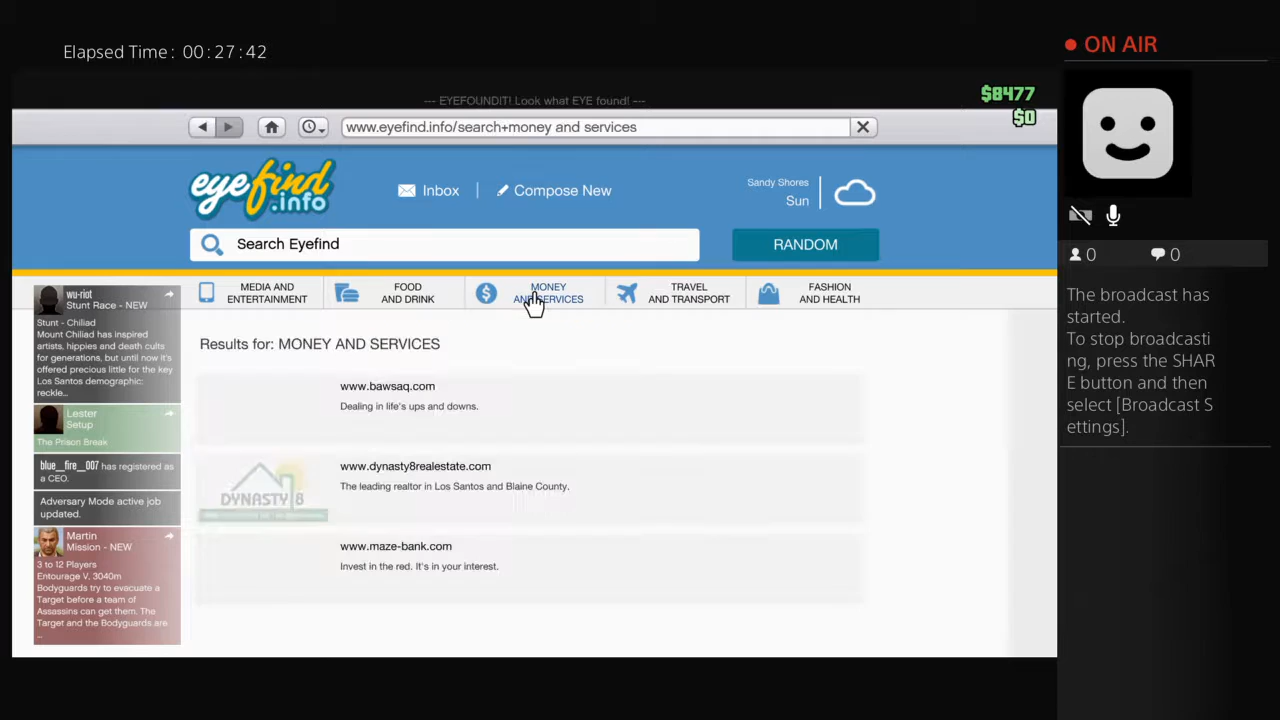 Elapsed Time: 00:27:42
ON AIR
--- EYEFOUNDIT! Look what EYE found! ---
$8477
$0
www.eyefind.info/search+money and services
eyefind
.info
Inbox
Compose New
Sandy Shores
Sun
Search Eyefind
RANDOM
MEDIA AND
ENTERTAINMENT
FOOD
AND DRINK
MONEY
AND SERVICES
TRAVEL
AND TRANSPORT
FASHION
AND HEALTH
Results for: MONEY AND SERVICES
www.bawsaq.com
Dealing in life's ups and downs.
DYNASTY 8
www.dynasty8realestate.com
The leading realtor in Los Santos and Blaine County.
www.maze-bank.com
Invest in the red. It's in your interest.
wu-riot
Stunt Race - NEW
Stunt - Chiliad
Mount Chiliad has inspired
artists, hippies and death cults
for generations, but until now it's
offered precious little for the key
Los Santos demographic:
reckle...
Lester
Setup
The Prison Break
blue__fire__007 has registered as
a CEO.
Adversary Mode active job
updated.
Martin
Mission - NEW
3 to 12 Players
Entourage V. 3040m
Bodyguards try to evacuate a
Target before a team of
Assassins can get them. The
Target and the Bodyguards are
...
0
0
The broadcast has
started.
To stop broadcasti
ng, press the SHAR
E button and then
select [Broadcast S
ettings].